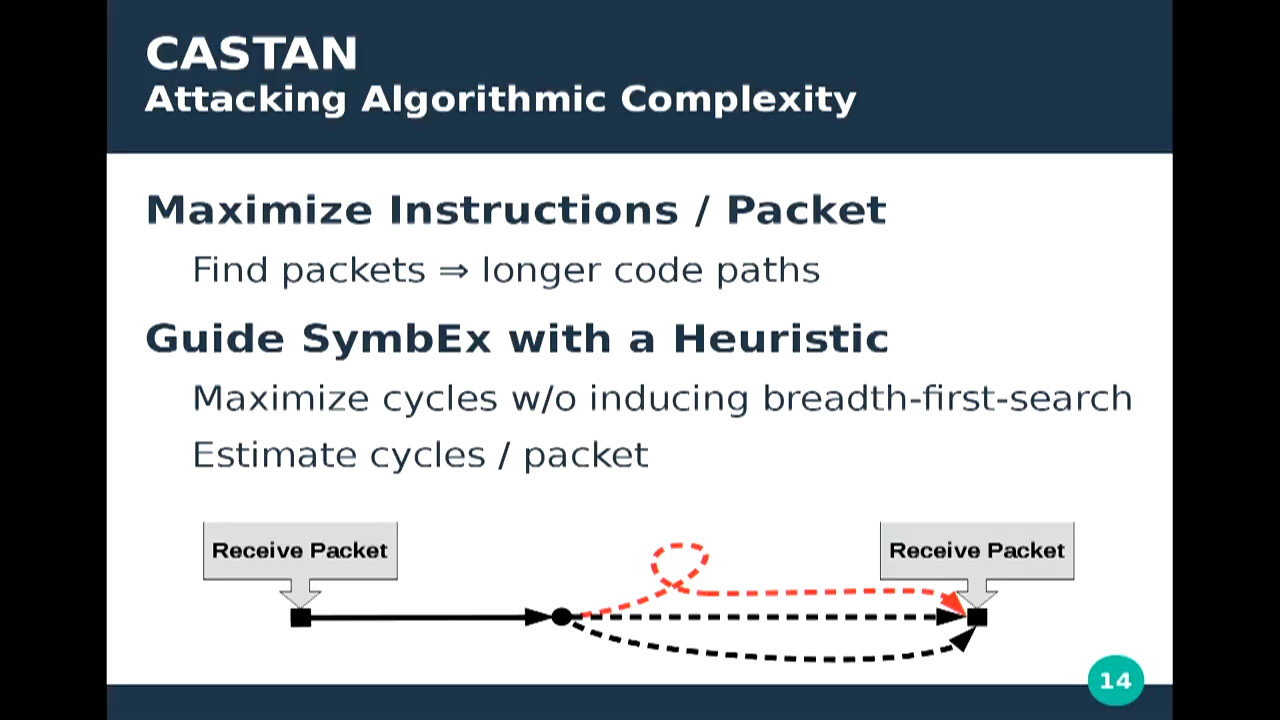 CASTAN
Attacking Algorithmic Complexity
Maximize Instructions / Packet
Find packets ⇒ longer code paths
Guide SymbEx with a Heuristic
Maximize cycles w/o inducing breadth-first-search
Estimate cycles / packet
Receive Packet
Receive Packet
14